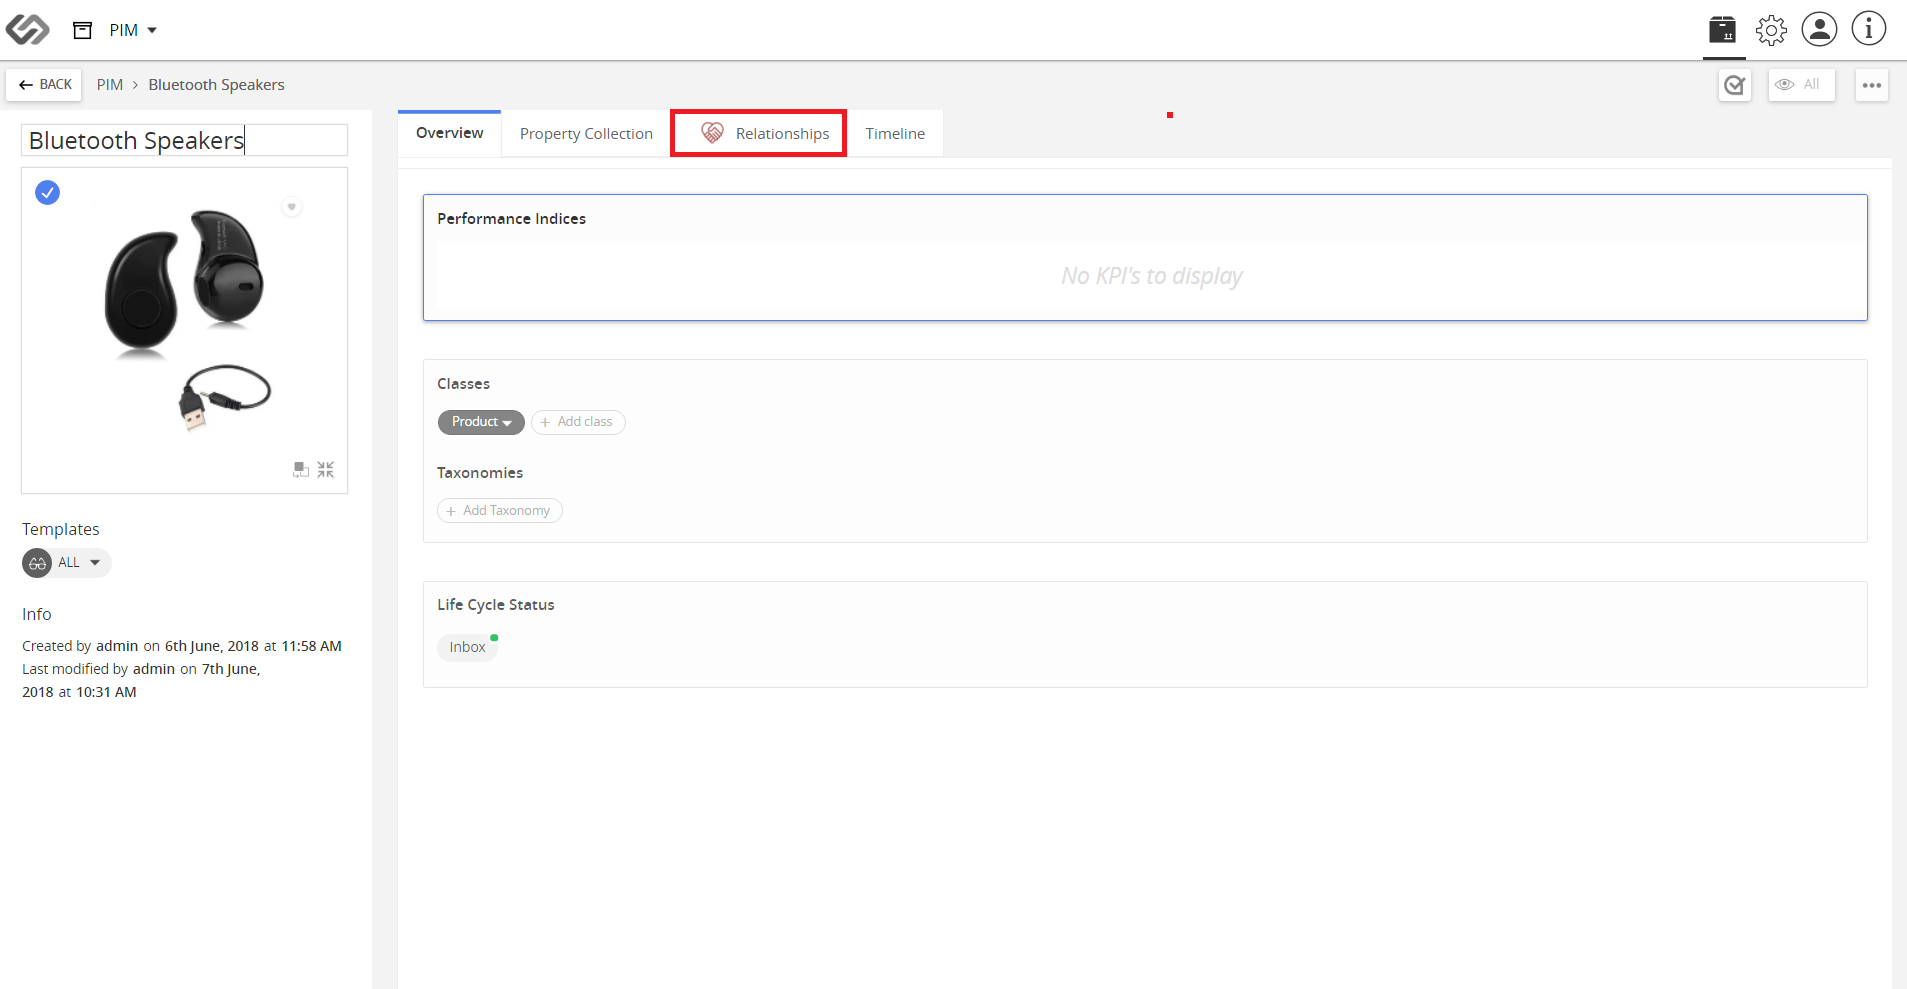 PIM
BACK
PIM > Bluetooth Speakers
All
Bluetooth Speakers
Overview
Property Collection
Relationships
Timeline
Performance Indices
No KPI's to display
Classes
Product
+ Add class
Taxonomies
+ Add Taxonomy
Life Cycle Status
Inbox
Templates
ALL
Info
Created by admin on 6th June, 2018 at 11:58 AM
Last modified by admin on 7th June,
2018 at 10:31 AM